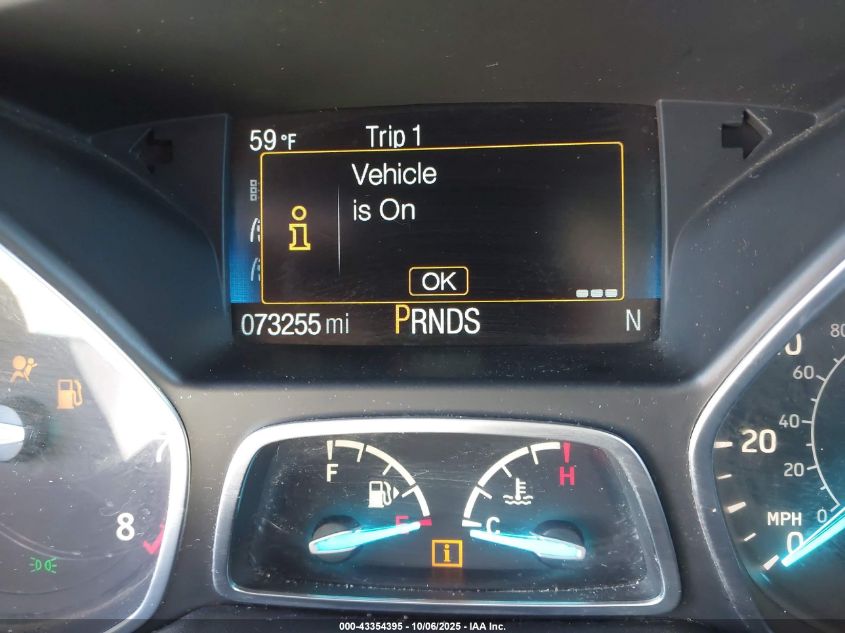 59 °F Trip 1
Vehicle
is On
OK
073255 mi PRNDS N
F H
E C
7
8
80
60
40
20
0
20
MPH
0
000-43354395 | 10/06/2025 | IAA Inc.